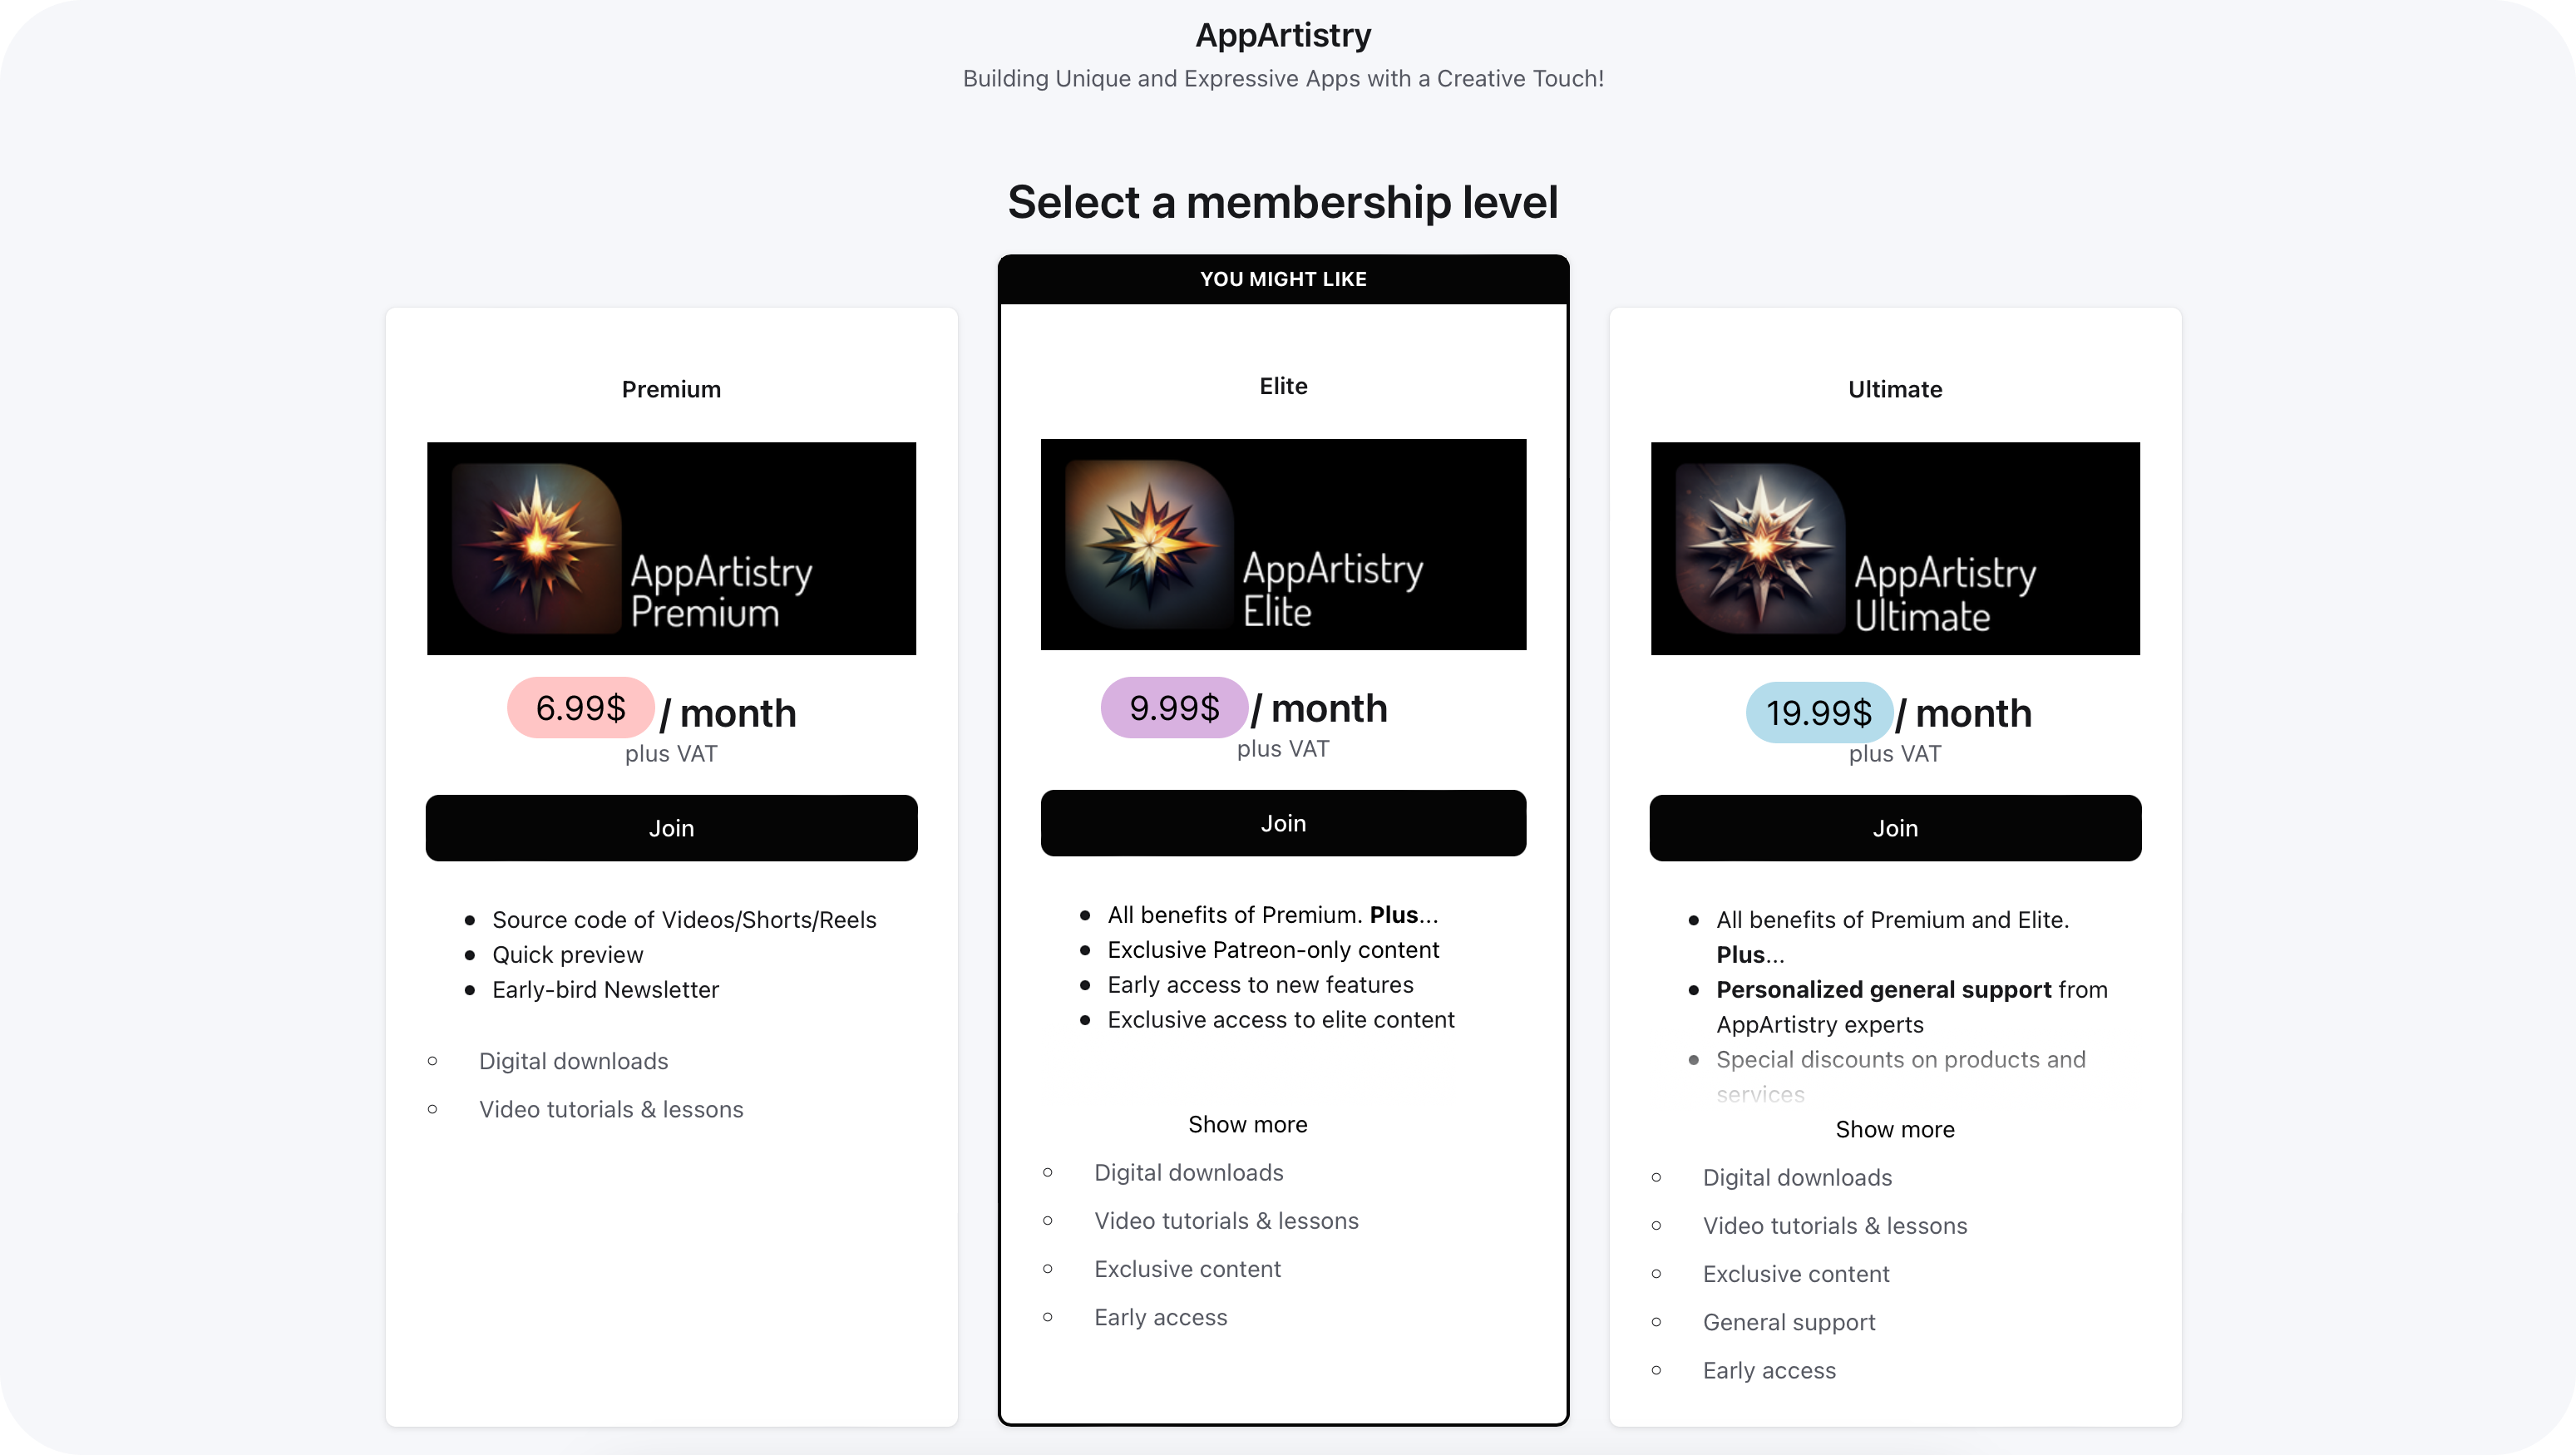 AppArtistry
Building Unique and Expressive Apps with a Creative Touch!
Select a membership level
Premium
AppArtistry
Premium
6.99$ / month
plus VAT
Join
Source code of Videos/Shorts/Reels
Quick preview
Early-bird Newsletter
Digital downloads
Video tutorials & lessons
YOU MIGHT LIKE
Elite
AppArtistry
Elite
9.99$ / month
plus VAT
Join
All benefits of Premium. Plus...
Exclusive Patreon-only content
Early access to new features
Exclusive access to elite content
Show more
Digital downloads
Video tutorials & lessons
Exclusive content
Early access
Ultimate
AppArtistry
Ultimate
19.99$ / month
plus VAT
Join
All benefits of Premium and Elite.
Plus...
Personalized general support from
AppArtistry experts
Special discounts on products and
services
Show more
Digital downloads
Video tutorials & lessons
Exclusive content
General support
Early access